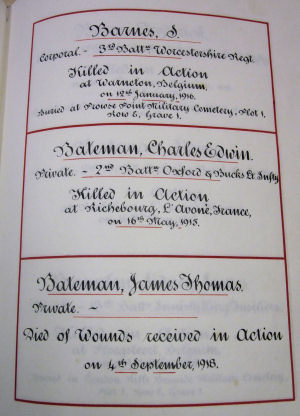 Barnes, S.
Corporal. - 3rd Battn Worcestershire Regt.
Killed in Action
at Warneton, Belgium,
on 12th January, 1916.
Buried at Prowse Point Military Cemetery, Plot 1,
Row E, Grave 1.
Bateman, Charles Edwin.
Private. - 2nd Battn Oxford & Bucks Lt. Infty
Killed in Action
at Richebourg, L'Avoné, France,
on 16th May, 1915.
Bateman, James Thomas.
Private. ~
Died of Wounds received in Action
on 4th September, 1918.